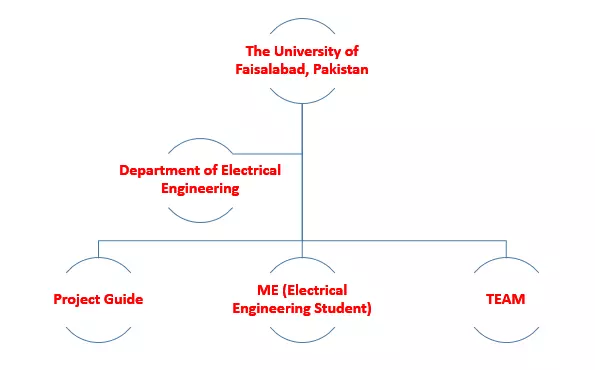 The University of
Faisalabad, Pakistan
Department of Electrical
Engineering
Project Guide
ME (Electrical
Engineering Student)
TEAM